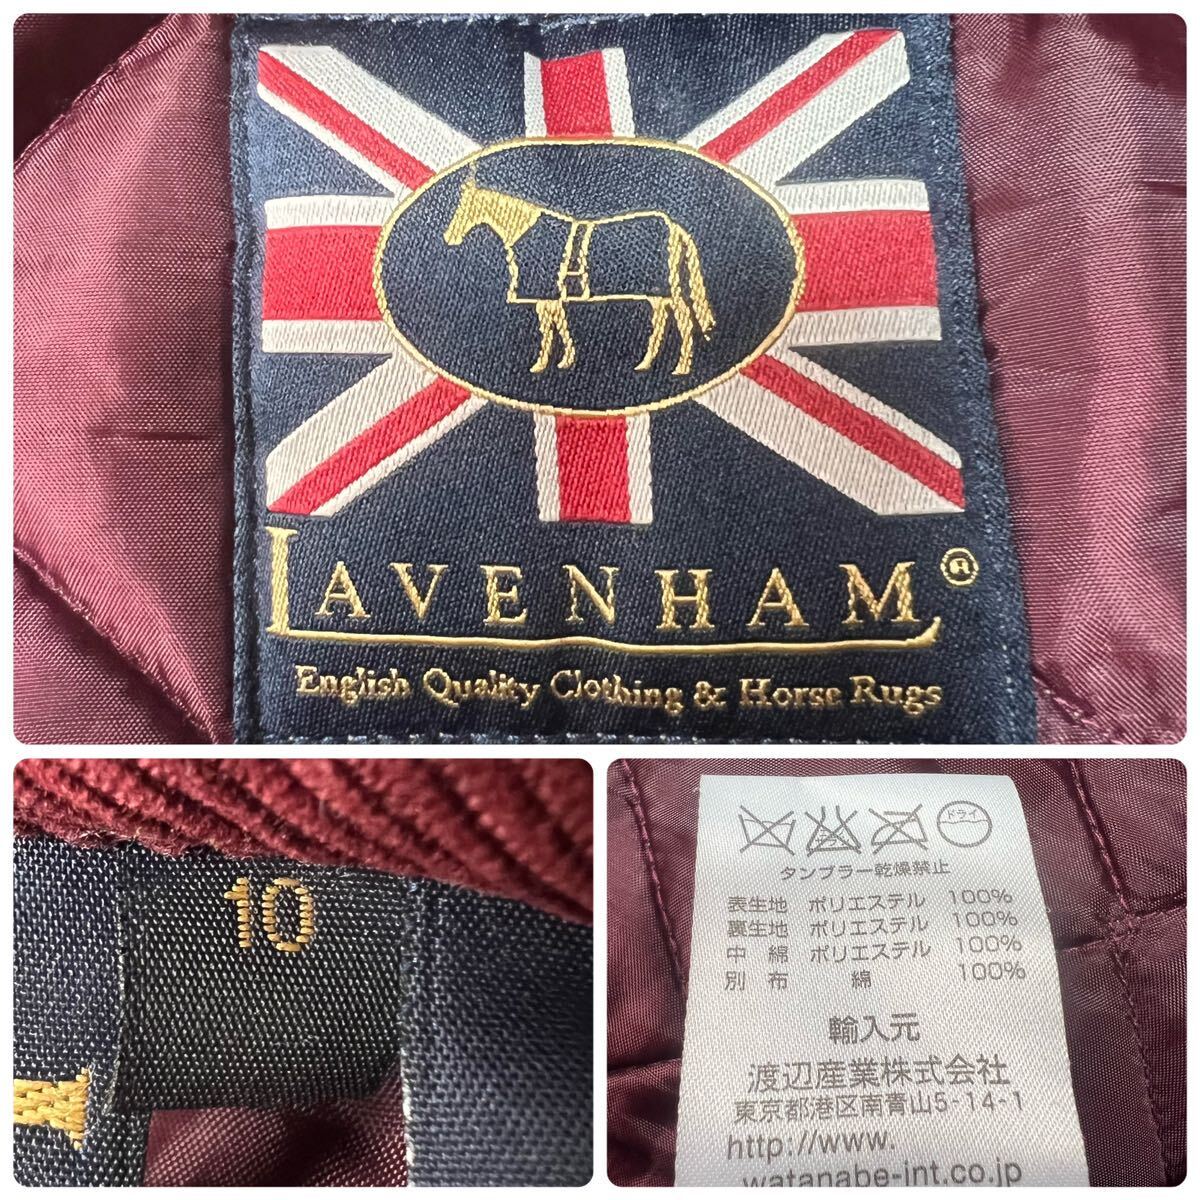 LAVENHAM®
English Quality Clothing & Horse Rugs
10
ドライ
タンブラー乾燥禁止
表生地 ポリエステル 100%
裏生地 ポリエステル 100%
中 綿 ポリエステル 100%
別 布 綿 100%
輸入元
渡辺産業株式会社
東京都港区南青山5-14-1
http://www.
watanabe-int.co.jp